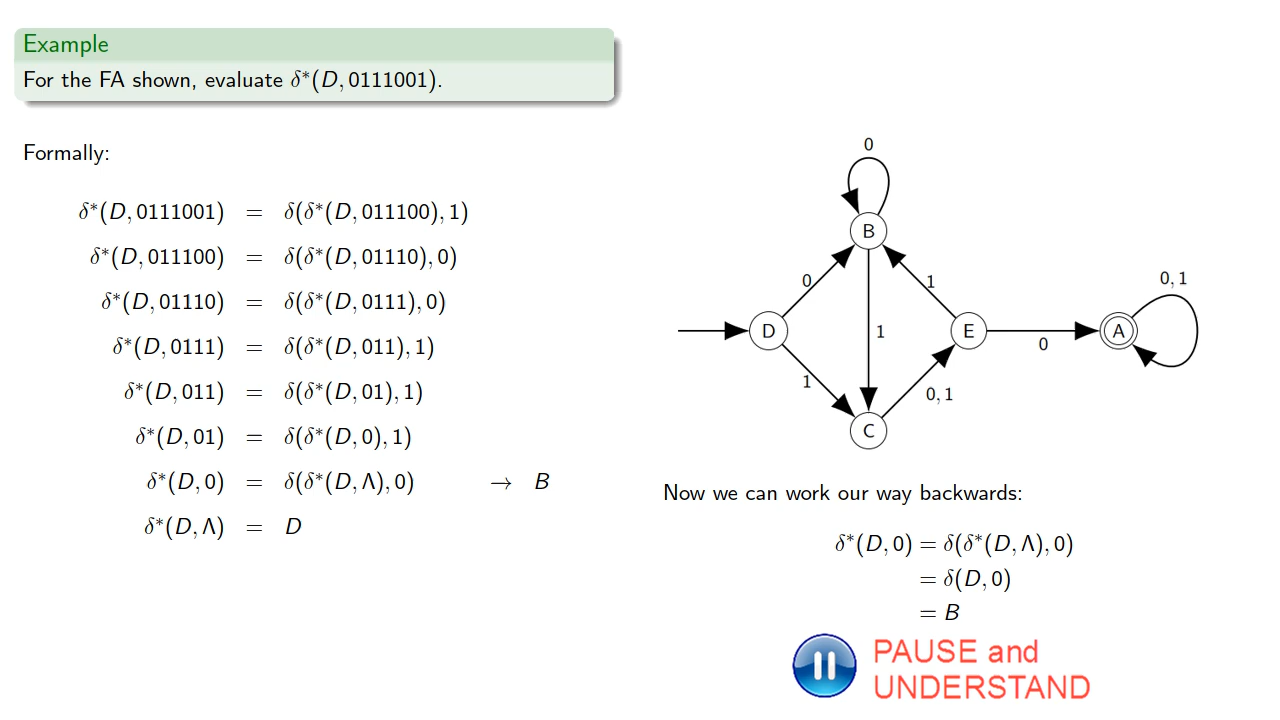 Example
For the FA shown, evaluate δ*(D, 0111001).
Formally:
δ*(D, 0111001) = δ(δ*(D, 011100), 1)
δ*(D, 011100) = δ(δ*(D, 01110), 0)
δ*(D, 01110) = δ(δ*(D, 0111), 0)
δ*(D, 0111) = δ(δ*(D, 011), 1)
δ*(D, 011) = δ(δ*(D, 01), 1)
δ*(D, 01) = δ(δ*(D, 0), 1)
δ*(D, 0) = δ(δ*(D, Λ), 0) → B
δ*(D, Λ) = D
0
B
0
1
0, 1
D
1
E
A
0
1
0, 1
C
Now we can work our way backwards:
δ*(D, 0) = δ(δ*(D, Λ), 0)
= δ(D, 0)
= B
PAUSE and
UNDERSTAND